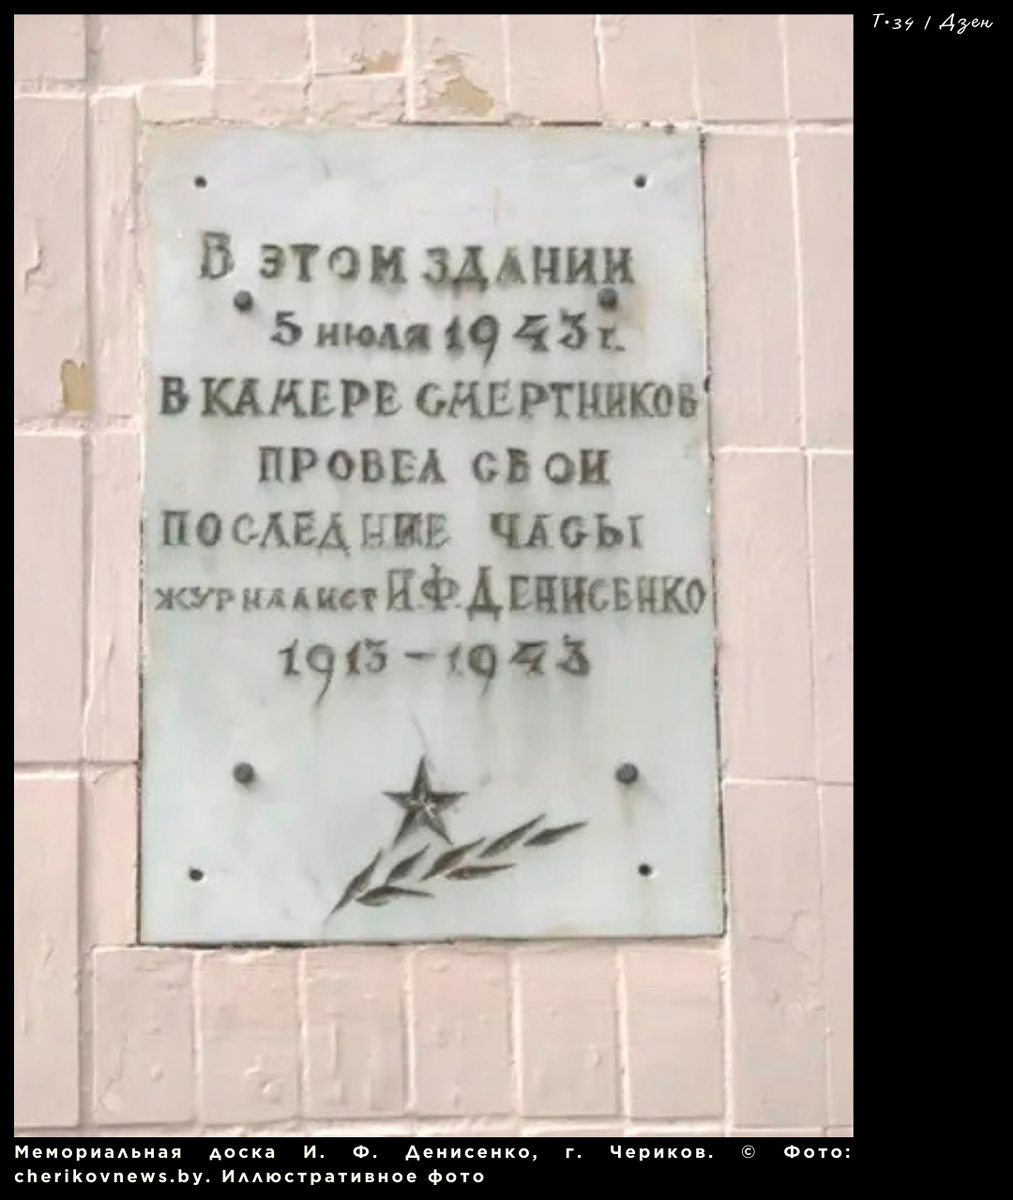 Т-34 | Дзен
В ЭТОМ ЗДАНИИ
5 июля 1943 г.
В КАМЕРЕ СМЕРТНИКОВ
ПРОВЕЛ СВОИ
ПОСЛЕДНИЕ ЧАСЫ
ЖУРНАЛИСТ И.Ф. ДЕНИСЕНКО
1913-1943
Мемориальная доска И. Ф. Денисенко, г. Чериков. © Фото:
cherikovnews.by. Иллюстративное фото